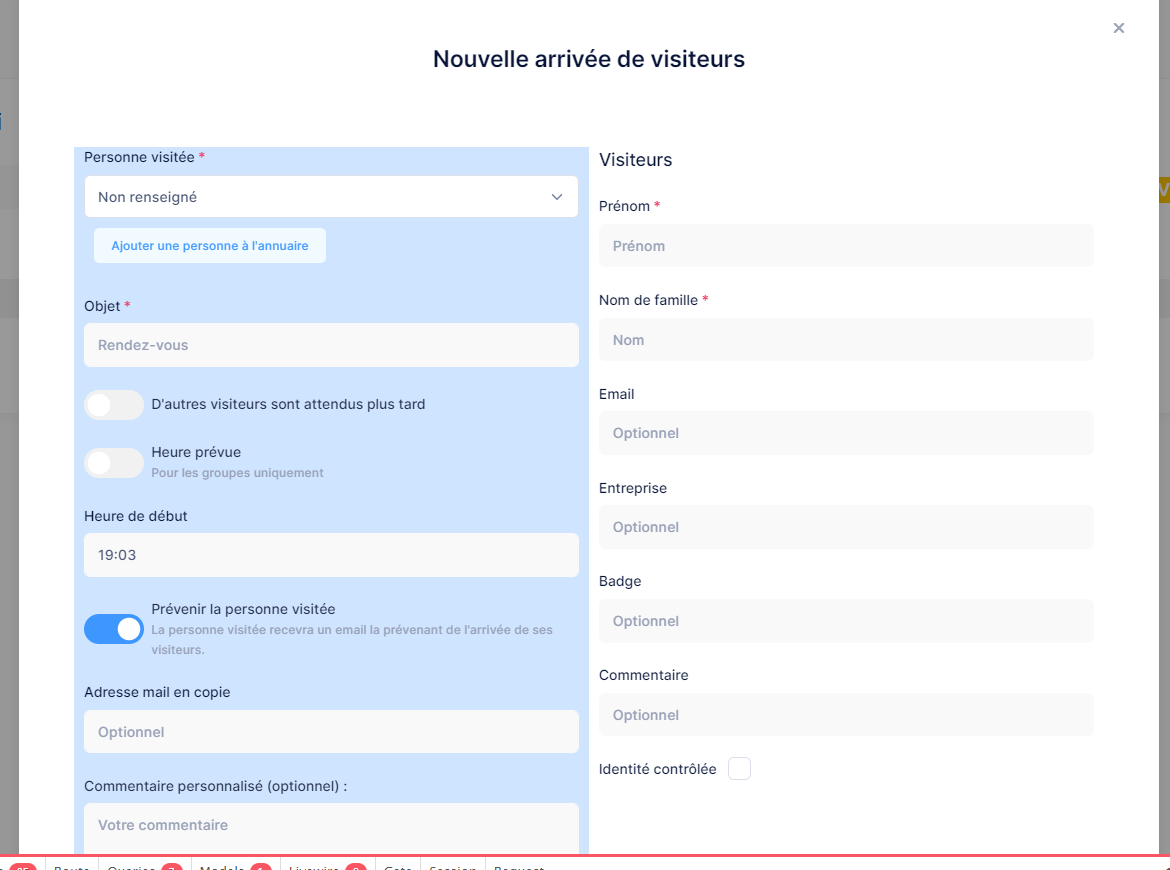 Nouvelle arrivée de visiteurs
Personne visitée *
Non renseigné
Ajouter une personne à l'annuaire
Objet *
Rendez-vous
D'autres visiteurs sont attendus plus tard
Heure prévue
Pour les groupes uniquement
Heure de début
19:03
Prévenir la personne visitée
La personne visitée recevra un email la prévenant de l'arrivée de ses
visiteurs.
Adresse mail en copie
Optionnel
Commentaire personnalisé (optionnel) :
Votre commentaire
Visiteurs
Prénom *
Prénom
Nom de famille *
Nom
Email
Optionnel
Entreprise
Optionnel
Badge
Optionnel
Commentaire
Optionnel
Identité contrôlée
Route
Queries
Models
Livewire
Gate
Session
Request